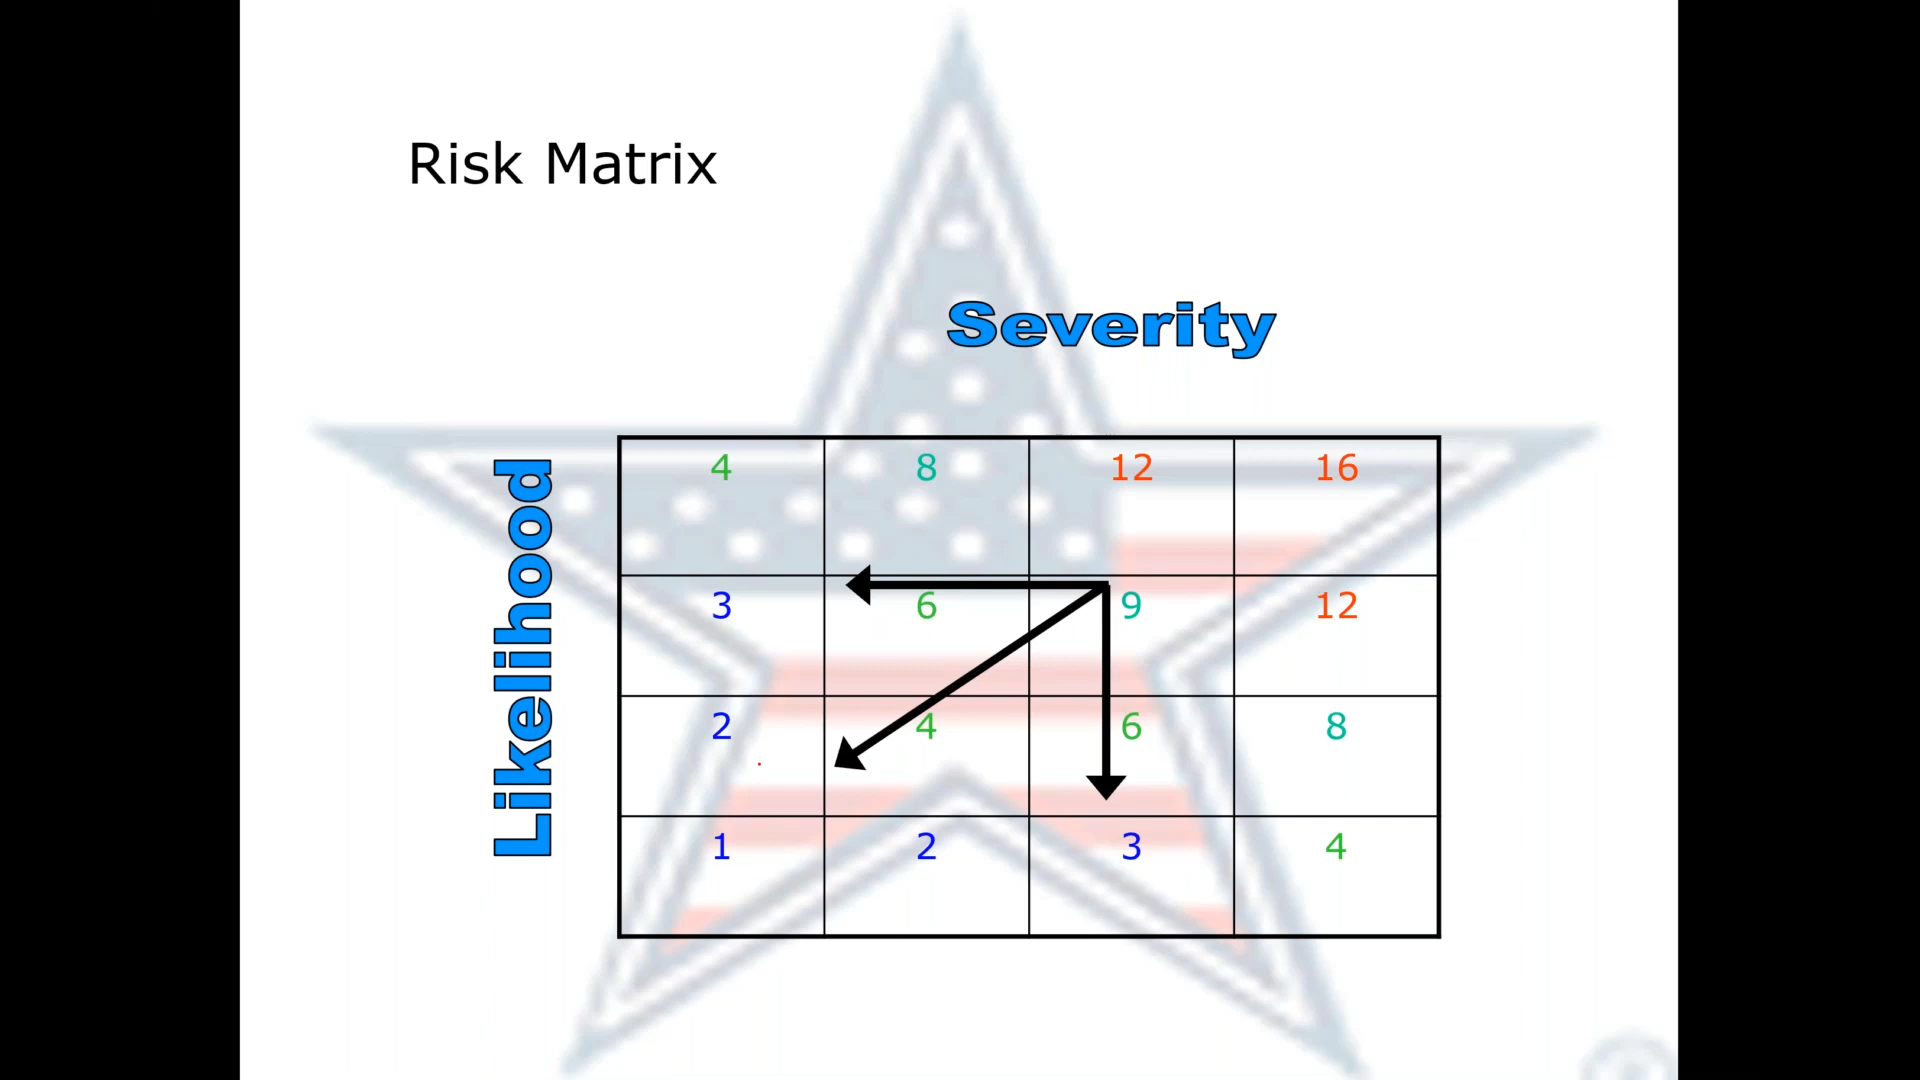 Risk Matrix
Severity
Likelihood
4 8 12 16
3 6 9 12
2 4 6 8
1 2 3 4